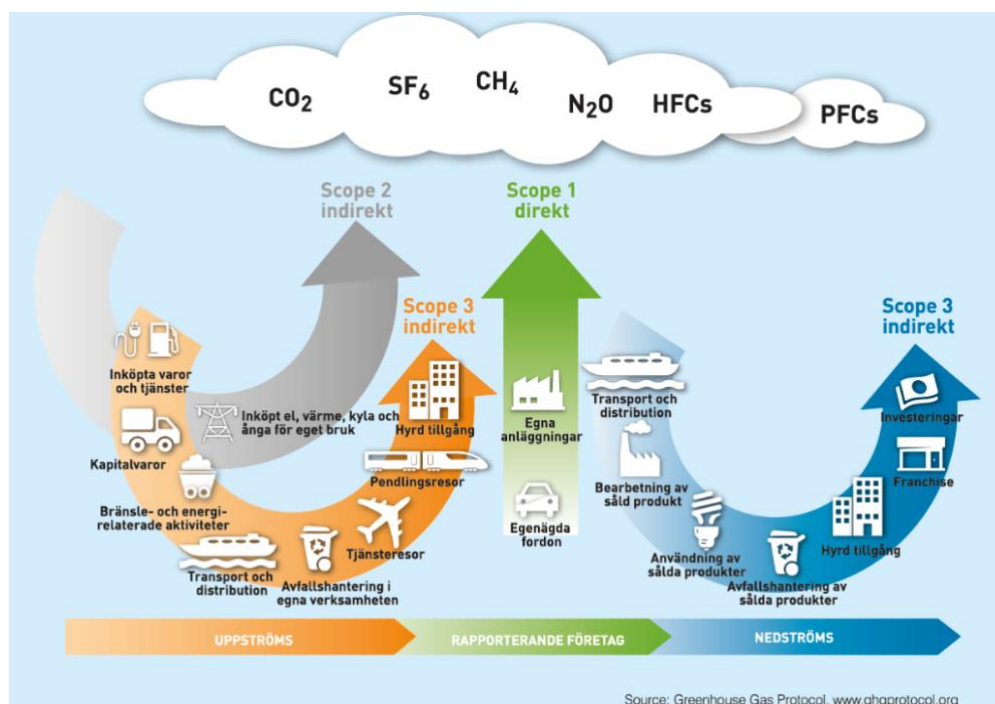 CO2
SF6
CH4
N2O
HFCs
PFCs
Scope 2
indirekt
Scope 1
direkt
Scope 3
indirekt
Scope 3
indirekt
Inköpta varor
och tjänster
Kapitalvaror
Bränsle- och energi-
relaterade aktiviteter
Transport och
distribution
Avfallshantering i
egna verksamheten
Tjänsteresor
Pendlingsresor
Hyrd tillgång
Inköpt el, värme, kyla och
ånga för eget bruk
Egna
anläggningar
Egenägda
fordon
Transport och
distribution
Bearbetning av
såld produkt
Användning av
sålda produkter
Avfallshantering av
sålda produkter
Hyrd tillgång
Franchise
Investeringar
UPPSTRÖMS
RAPPORTERANDE FÖRETAG
NEDSTRÖMS
Source: Greenhouse Gas Protocol, www.ghgprotocol.org